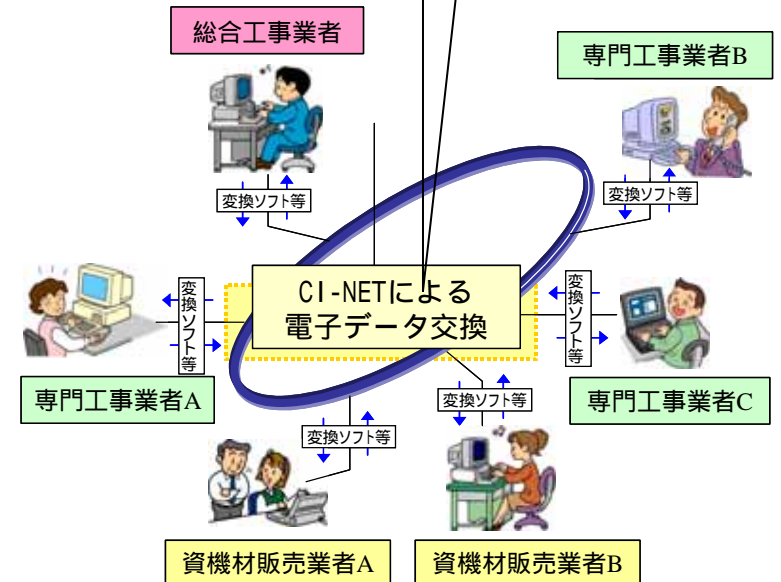 総合工事業者
専門工事業者B
変換ソフト等
変換ソフト等
CI-NETによる
電子データ交換
変換ソフト等
変換ソフト等
専門工事業者A
変換ソフト等
専門工事業者C
変換ソフト等
資機材販売業者A
資機材販売業者B